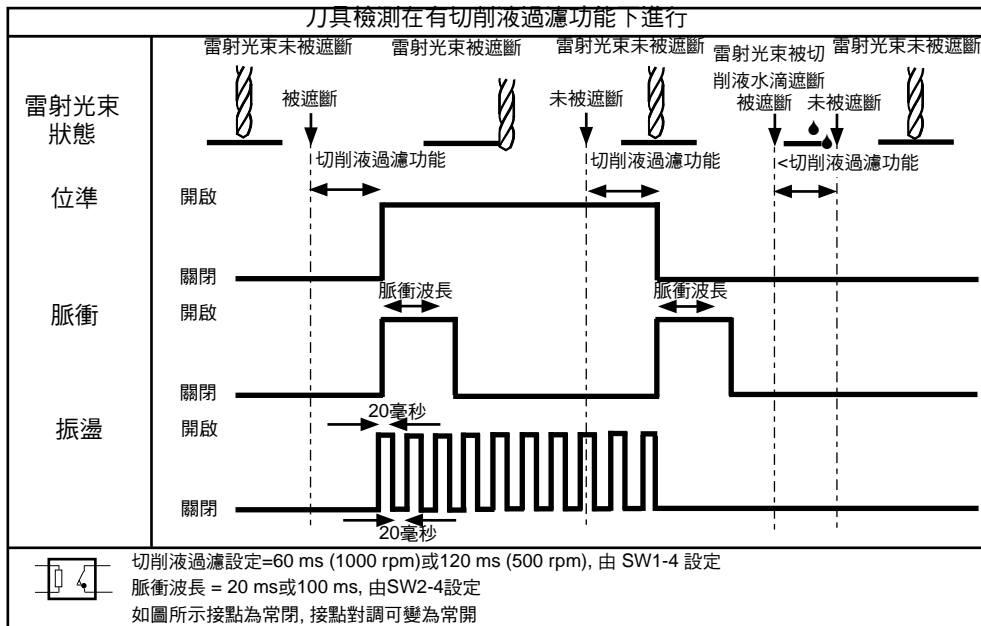 刀具檢測在有切削液過濾功能下進行
雷射光束未被遮斷
雷射光束被遮斷
雷射光束未被遮斷
雷射光束被切
削液水滴遮斷
雷射光束未被遮斷
雷射光束
狀態
被遮斷
未被遮斷
被遮斷
未被遮斷
切削液過濾功能
切削液過濾功能
<切削液過濾功能
位準
開啟
關閉
脈衝波長
脈衝波長
脈衝
開啟
關閉
20毫秒
振盪
開啟
關閉
20毫秒
切削液過濾設定=60 ms (1000 rpm)或120 ms (500 rpm), 由 SW1-4 設定
脈衝波長 = 20 ms或100 ms, 由SW2-4設定
如圖所示接點為常閉, 接點對調可變為常開